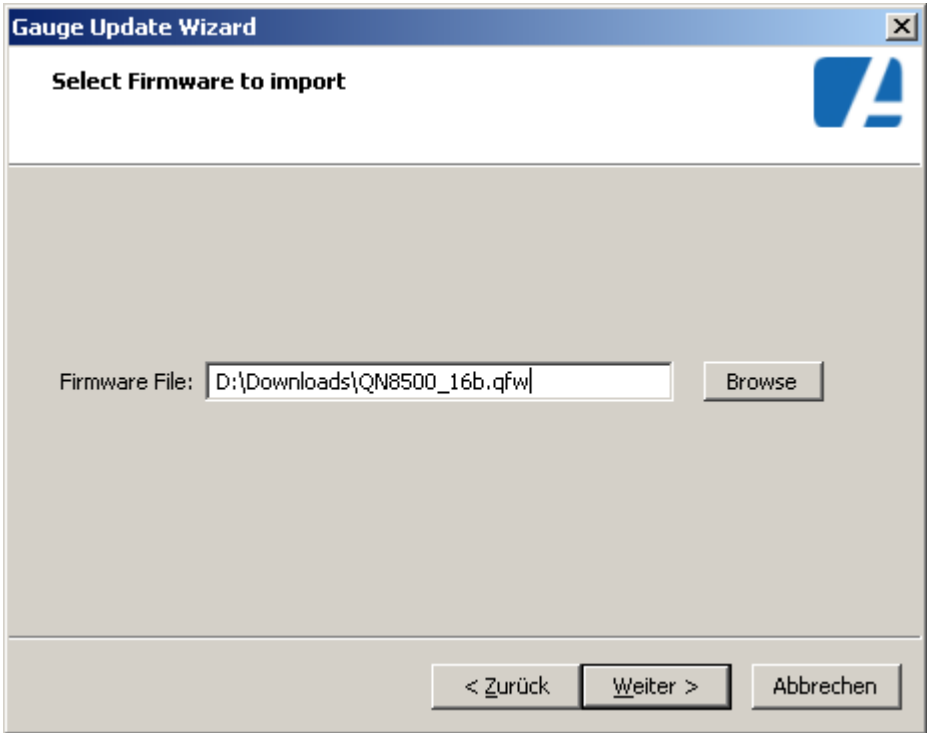 Gauge Update Wizard
Select Firmware to import
Firmware File: D:\Downloads\QN8500_16b.qfw Browse
< Zurück Weiter > Abbrechen